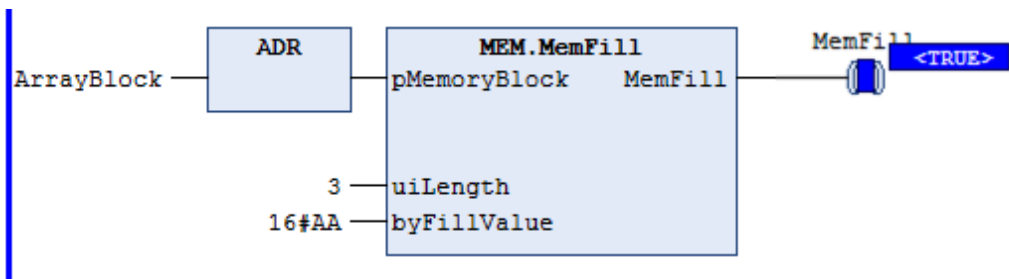 ADR
MEM.MemFill
MemFill
<TRUE>
ArrayBlock
pMemoryBlock MemFill
3 uiLength
16#AA byFillValue